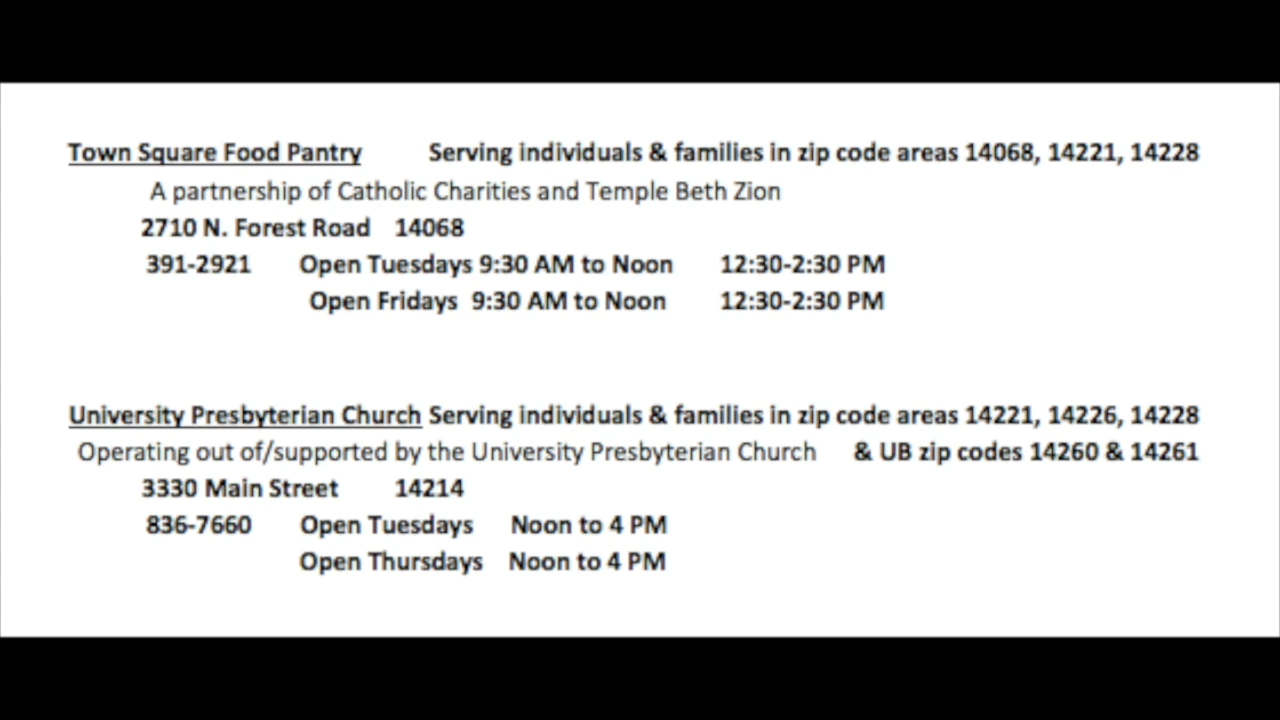 Town Square Food Pantry Serving individuals & families in zip code areas 14068, 14221, 14228
A partnership of Catholic Charities and Temple Beth Zion
2710 N. Forest Road 14068
391-2921 Open Tuesdays 9:30 AM to Noon 12:30-2:30 PM
Open Fridays 9:30 AM to Noon 12:30-2:30 PM
University Presbyterian Church Serving individuals & families in zip code areas 14221, 14226, 14228
Operating out of/supported by the University Presbyterian Church & UB zip codes 14260 & 14261
3330 Main Street 14214
836-7660 Open Tuesdays Noon to 4 PM
Open Thursdays Noon to 4 PM